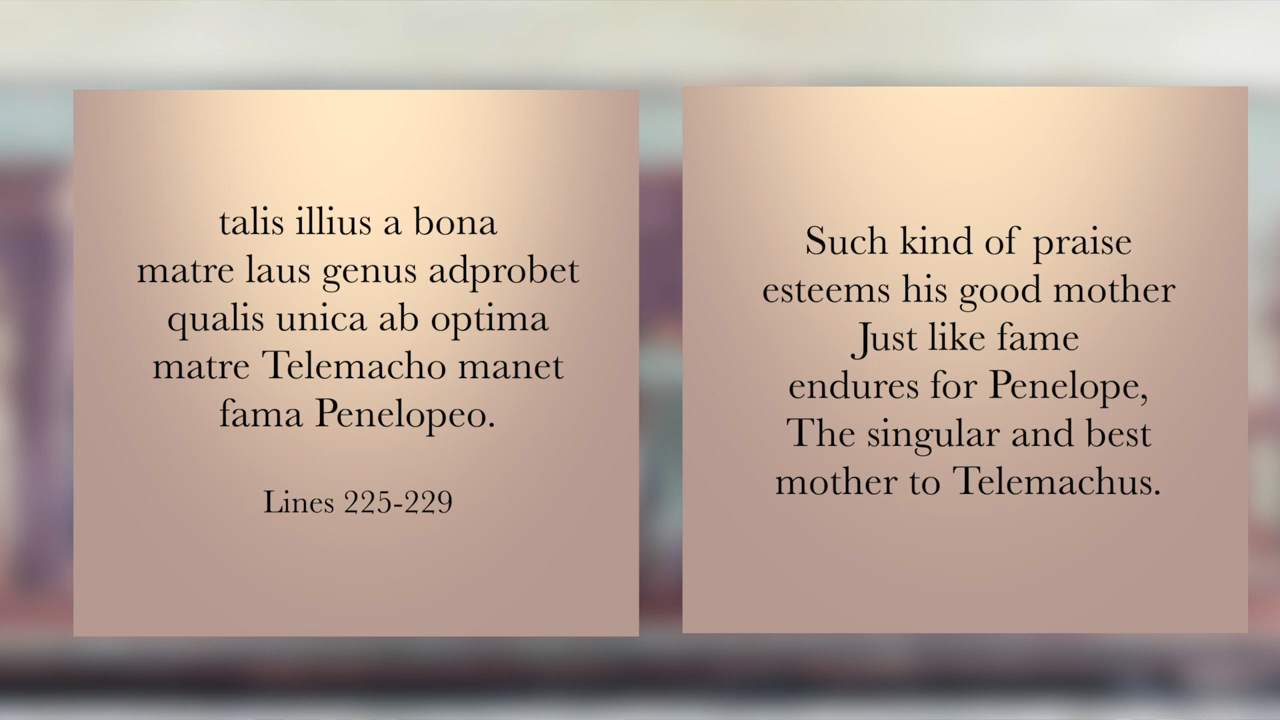 talis illius a bona
matre laus genus adprobet
qualis unica ab optima
matre Telemacho manet
fama Penelopeo.
Lines 225-229
Such kind of praise
esteems his good mother
Just like fame
endures for Penelope,
The singular and best
mother to Telemachus.